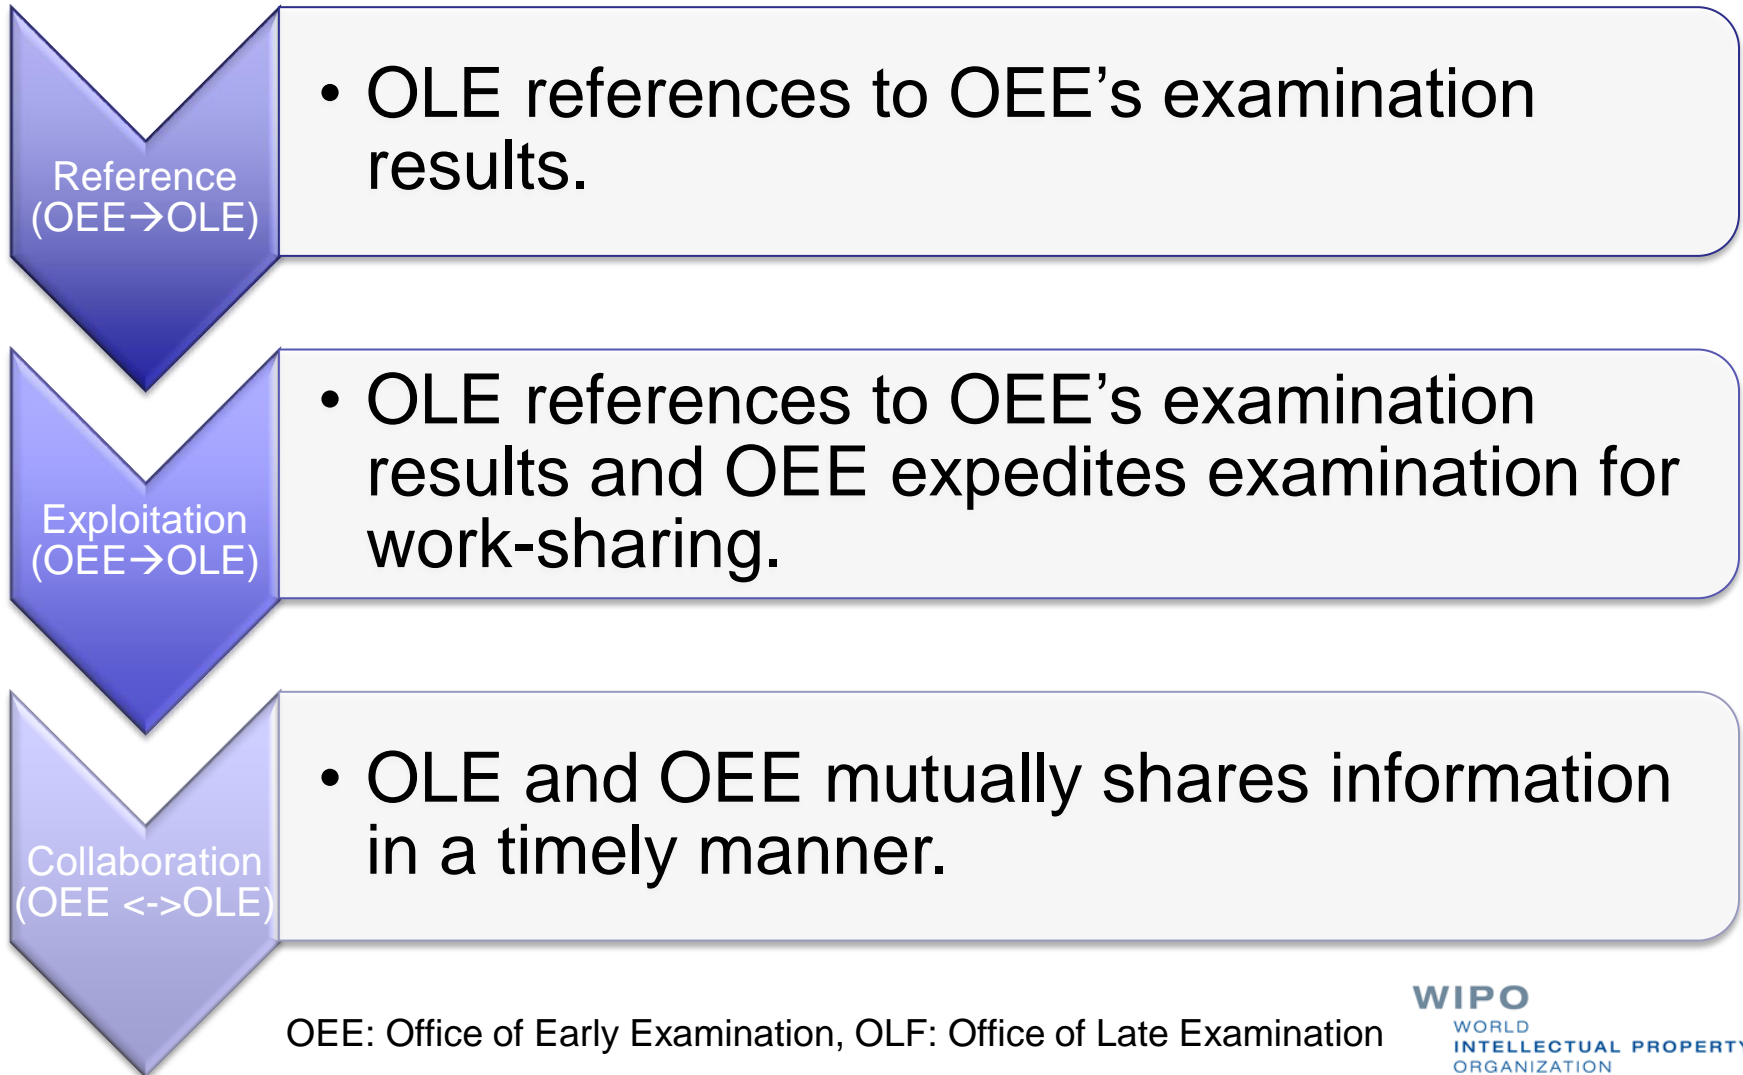 Reference
(OEE→OLE)
• OLE references to OEE’s examination
results.
Exploitation
(OEE→OLE)
• OLE references to OEE’s examination
results and OEE expedites examination for
work-sharing.
Collaboration
(OEE <->OLE)
• OLE and OEE mutually shares information
in a timely manner.
OEE: Office of Early Examination, OLF: Office of Late Examination
WIPO
WORLD
INTELLECTUAL PROPERTY
ORGANIZATION